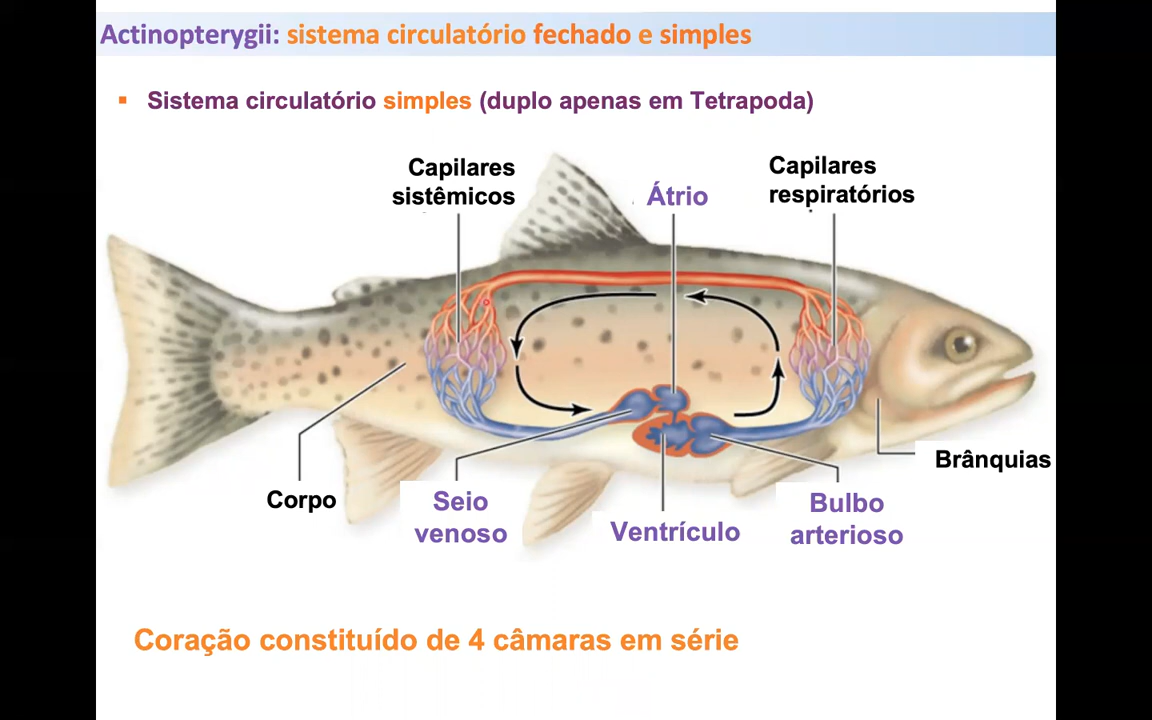 Actinopterygii: sistema circulatório fechado e simples
▪ Sistema circulatório simples (duplo apenas em Tetrapoda)
Capilares
sistêmicos
Átrio
Capilares
respiratórios
Brânquias
Corpo
Seio
venoso
Ventrículo
Bulbo
arterioso
Coração constituído de 4 câmaras em série